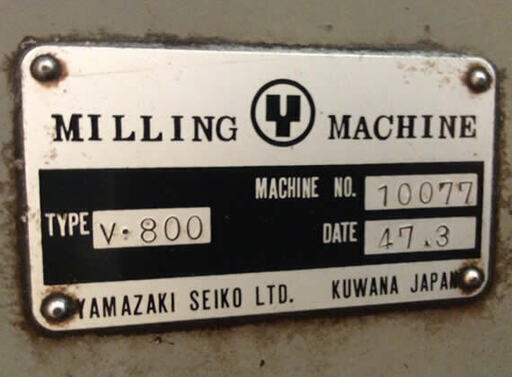 MILLING Y MACHINE
MACHINE NO. 10077
TYPE V·800
DATE 47.3
YAMAZAKI SEIKO LTD. KUWANA JAPAN